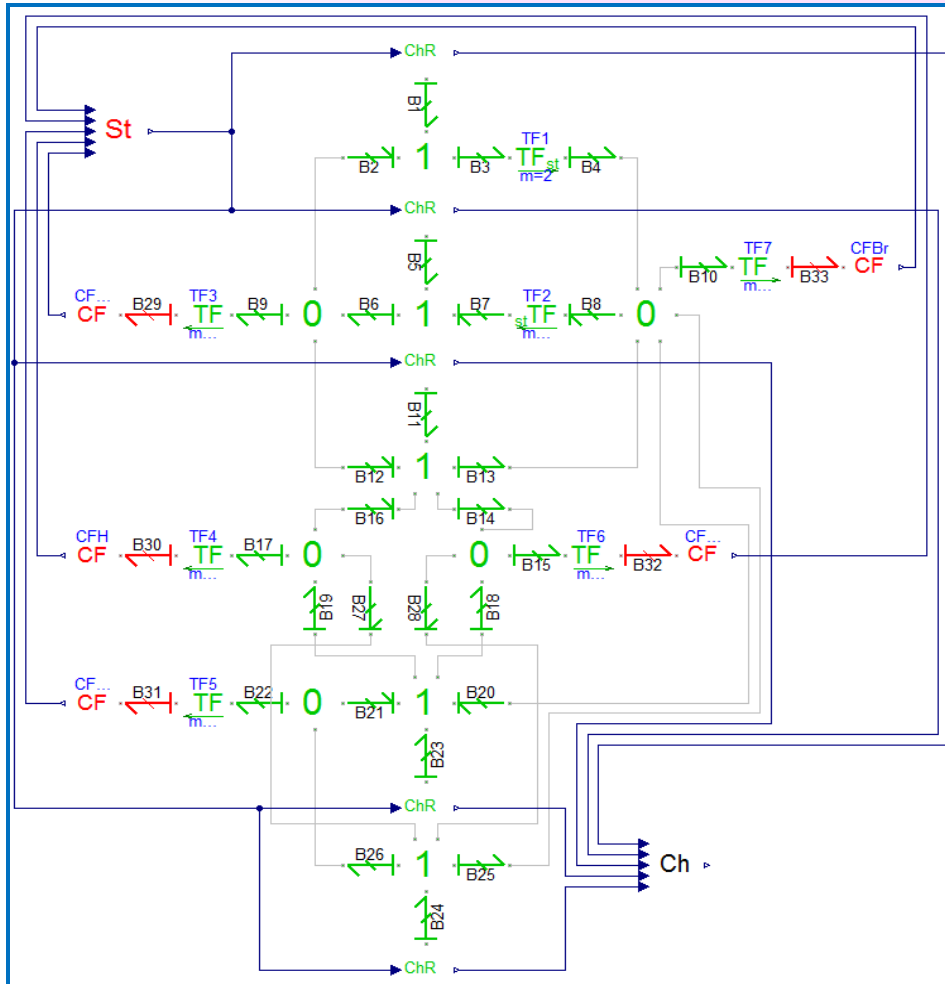 ChR
B1
St
TF1
B2 1 B3 TF st B4
m=2
ChR
B5
TF7 CFBr
B10 TF B33 CF
m...
CF... TF3 TF2
CF B29 TF B9 0 B6 1 B7 st TF B8 0
m... m...
ChR
B11
B12 1 B13
B16 B14
CFH TF4 TF6 CF...
CF B30 TF B17 0 0 B15 TF B32 CF
m... m...
B19 B27 B28 B18
CF... TF5
CF B31 TF B22 0 B21 1 B20
m...
B23
ChR
B26 1 B25
Ch
B24
ChR